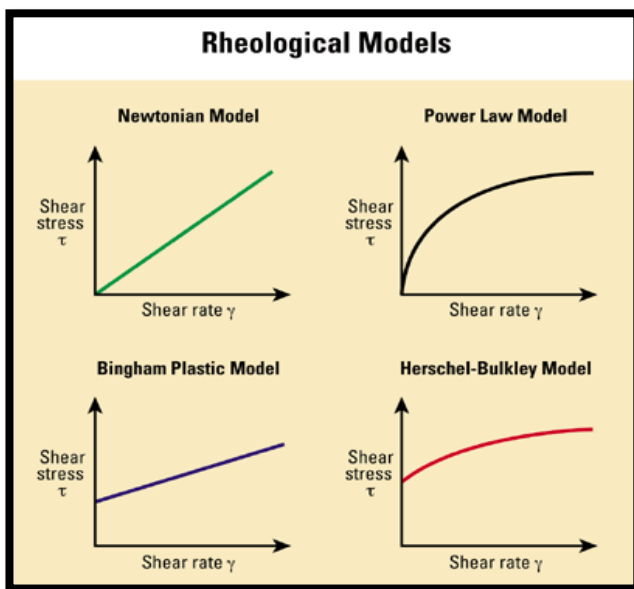 Rheological Models
Newtonian Model
Shear
stress
τ
Shear rate γ
Power Law Model
Shear
stress
τ
Shear rate γ
Bingham Plastic Model
Shear
stress
τ
Shear rate γ
Herschel-Bulkley Model
Shear
stress
τ
Shear rate γ